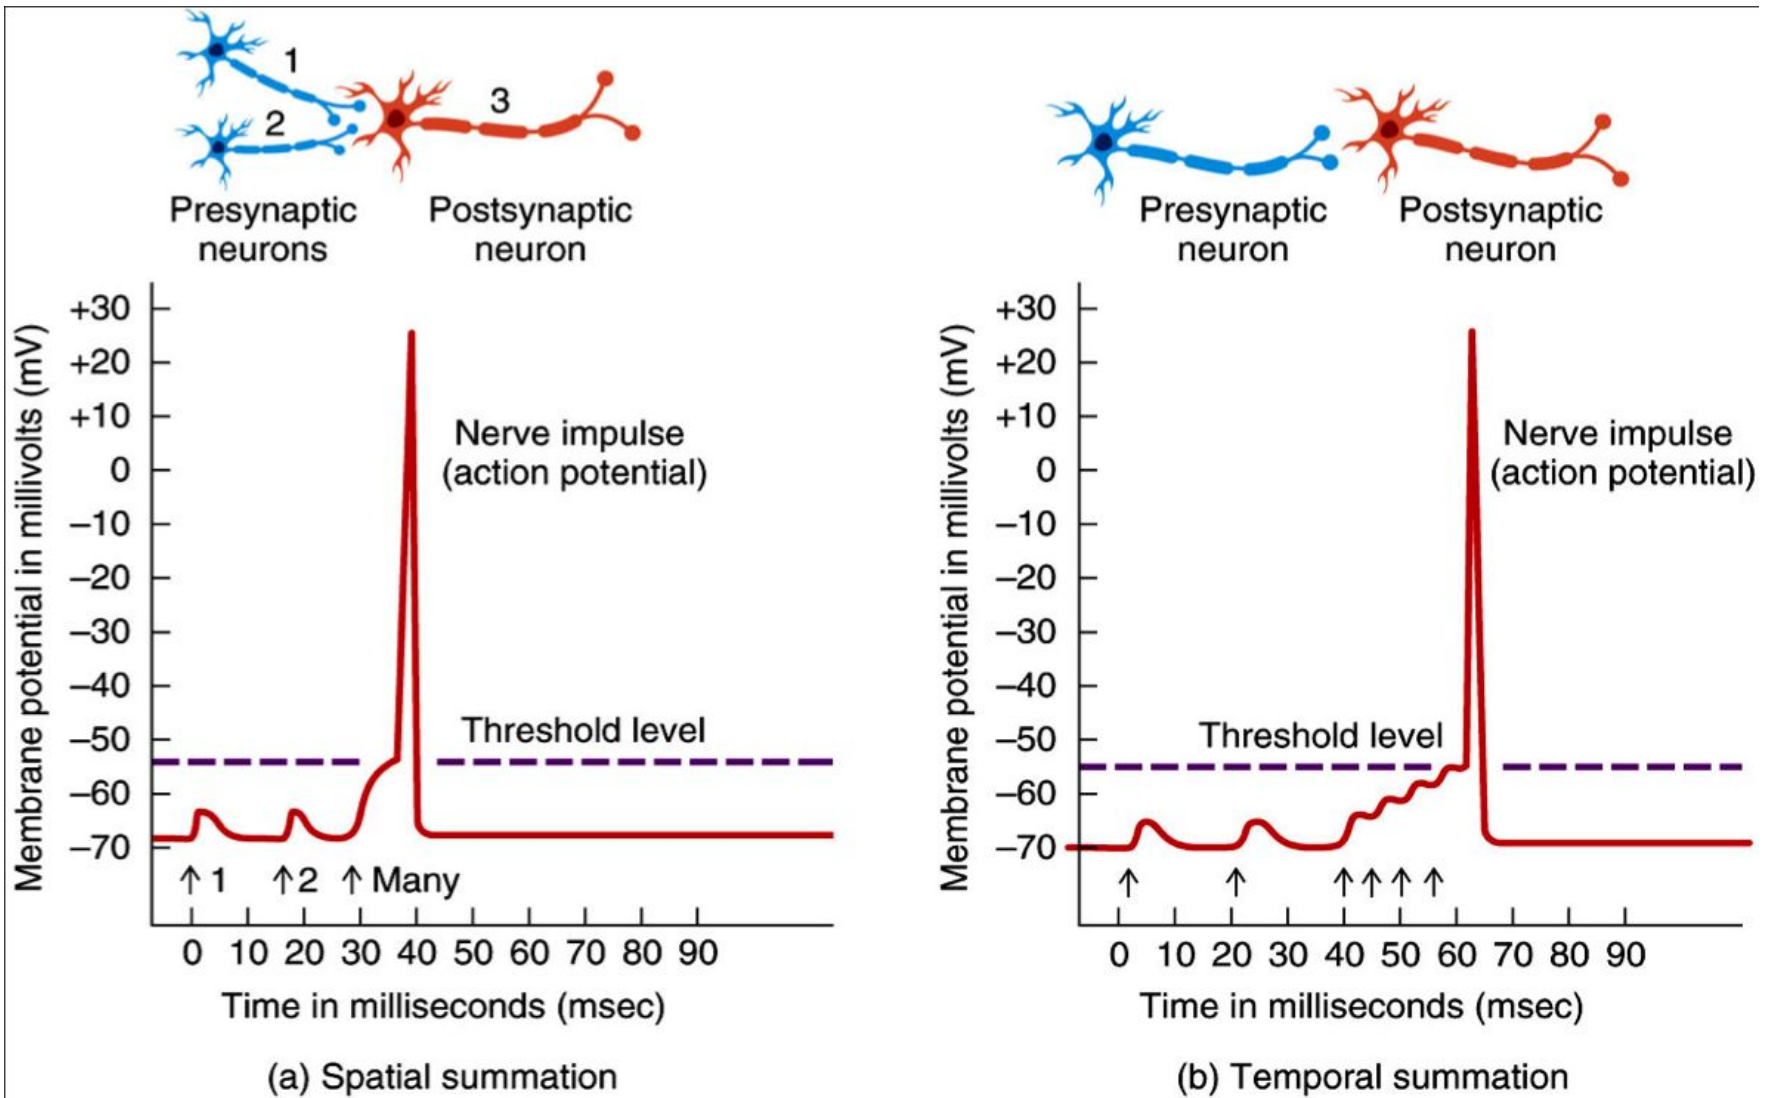 1
2
3
Presynaptic
neurons
Postsynaptic
neuron
Membrane potential in millivolts (mV)
+30
+20
+10
0
–10
–20
–30
–40
–50
–60
–70
Nerve impulse
(action potential)
Threshold level
↑ 1
↑ 2
↑ Many
0 10 20 30 40 50 60 70 80 90
Time in milliseconds (msec)
(a) Spatial summation
Presynaptic
neuron
Postsynaptic
neuron
Membrane potential in millivolts (mV)
+30
+20
+10
0
–10
–20
–30
–40
–50
–60
–70
Nerve impulse
(action potential)
Threshold level
↑ ↑ ↑ ↑ ↑ ↑
0 10 20 30 40 50 60 70 80 90
Time in milliseconds (msec)
(b) Temporal summation